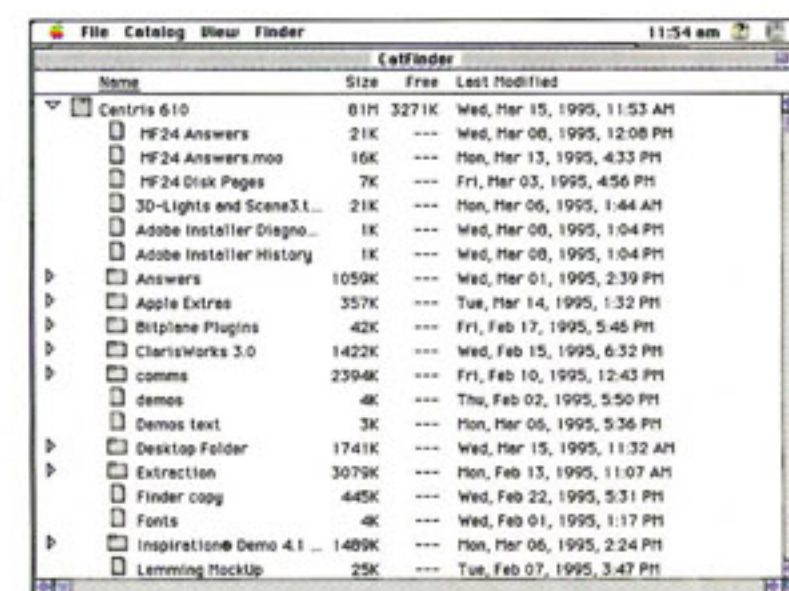 File Catalog View Finder 11:54 am
CatFinder
Name Size Free Last Modified
Centris 610 81M 3271K Wed, Mar 15, 1995, 11:53 AM
MF24 Answers 21K --- Wed, Mar 08, 1995, 12:08 PM
MF24 Answers.moo 16K --- Mon, Mar 13, 1995, 4:33 PM
MF24 Disk Pages 7K --- Fri, Mar 03, 1995, 4:56 PM
3D-Lights and Scene3.t... 21K --- Mon, Mar 06, 1995, 1:44 AM
Adobe Installer Diagno... 1K --- Wed, Mar 08, 1995, 1:04 PM
Adobe Installer History 1K --- Wed, Mar 08, 1995, 1:04 PM
Answers 1059K --- Wed, Mar 01, 1995, 2:39 PM
Apple Extras 357K --- Tue, Mar 14, 1995, 1:32 PM
Bitplane Plugins 42K --- Fri, Feb 17, 1995, 5:46 PM
ClarisWorks 3.0 1422K --- Wed, Feb 15, 1995, 6:32 PM
comms 2394K --- Fri, Feb 10, 1995, 12:43 PM
demos 4K --- Thu, Feb 02, 1995, 5:50 PM
Demos text 3K --- Mon, Mar 06, 1995, 5:36 PM
Desktop Folder 1741K --- Wed, Mar 15, 1995, 11:32 AM
Extraction 3079K --- Mon, Feb 13, 1995, 11:07 AM
Finder copy 445K --- Wed, Feb 22, 1995, 5:31 PM
Fonts 4K --- Wed, Feb 01, 1995, 1:17 PM
Inspiration® Demo 4.1 ... 1489K --- Mon, Mar 06, 1995, 2:24 PM
Lemming MockUp 25K --- Tue, Feb 07, 1995, 3:47 PM